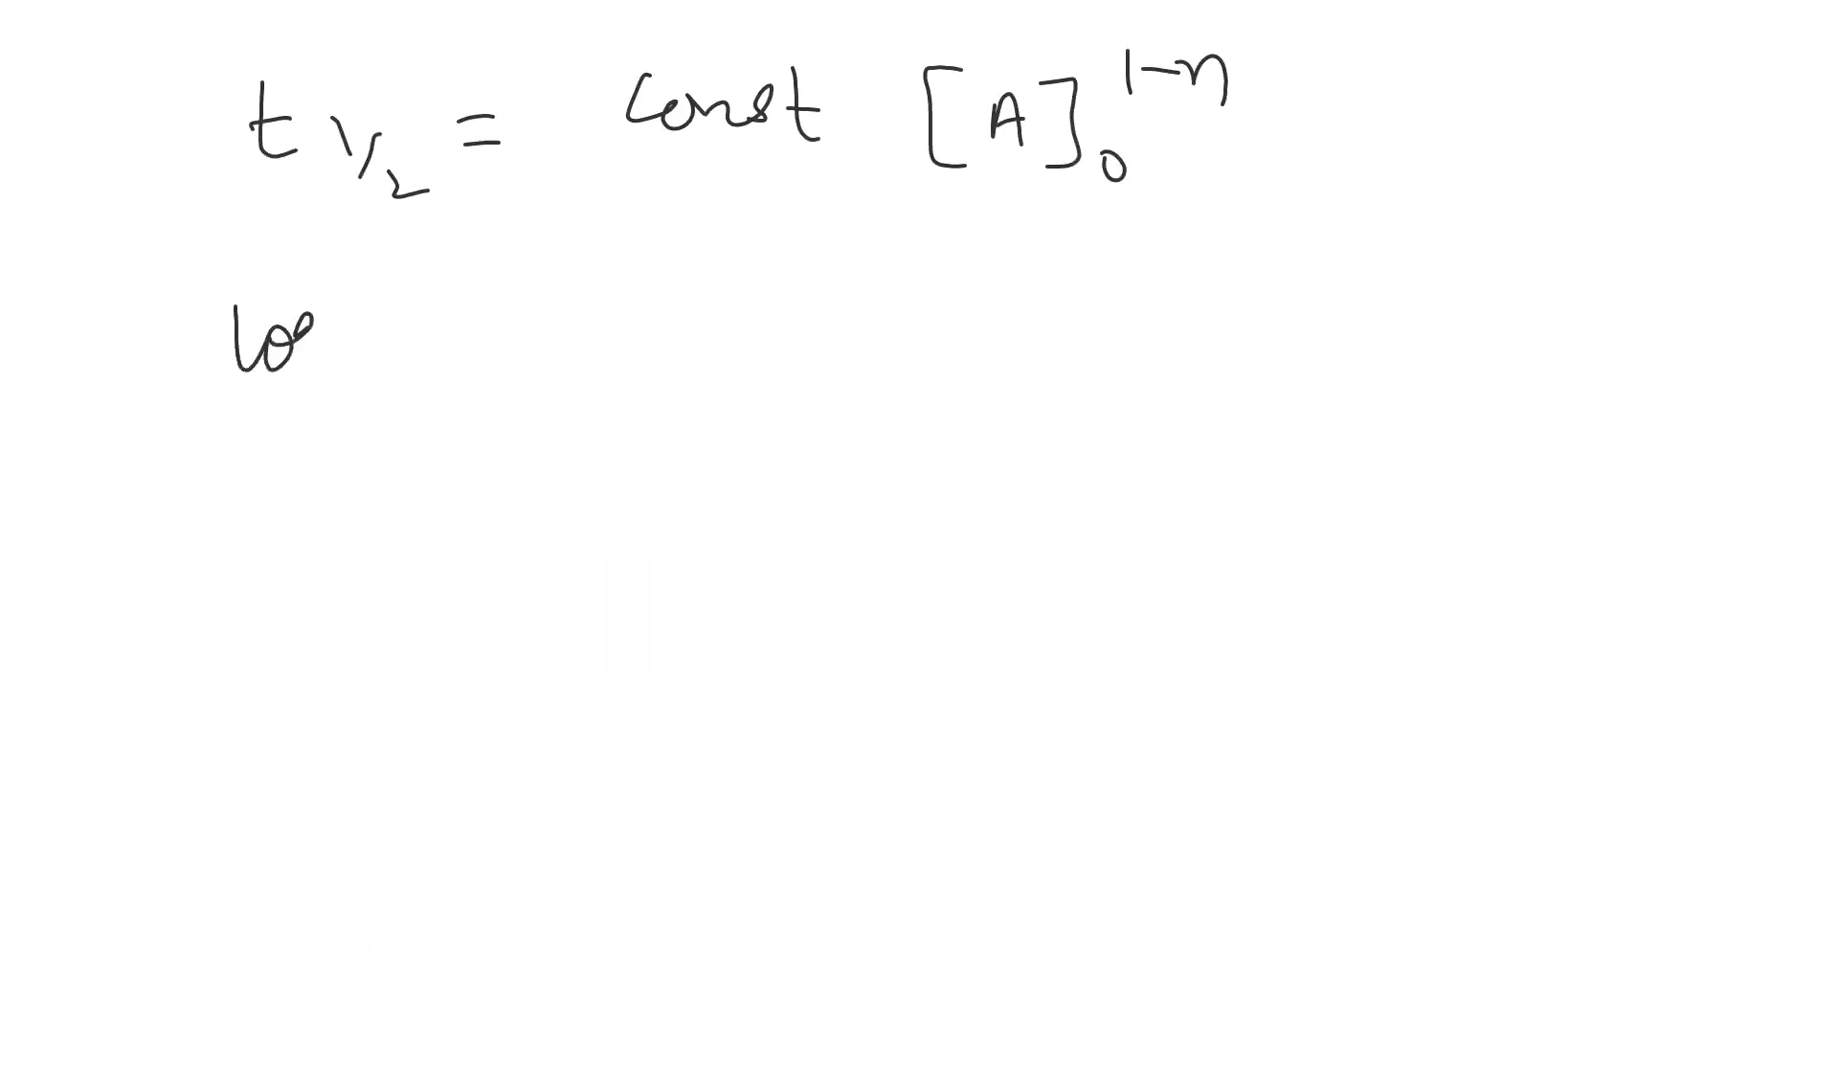 t 1/2 = const [A]₀^{1-n}
lo